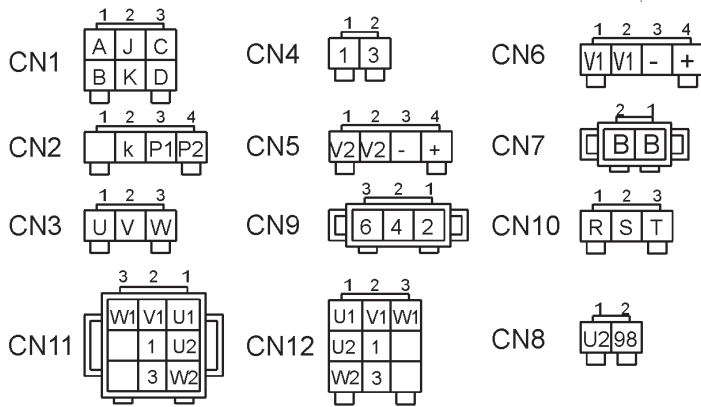 1 2 3
CN1
A J C
B K D
1 2
CN4
1 3
1 2 3 4
CN6
V1 V1 - +
1 2 3 4
CN2
k P1 P2
1 2 3 4
CN5
V2 V2 - +
2 1
CN7
B B
1 2 3
CN3
U V W
3 2 1
CN9
6 4 2
1 2 3
CN10
R S T
3 2 1
CN11
W1 V1 U1
1 U2
3 W2
1 2 3
CN12
U1 V1 W1
U2 1
W2 3
1 2
CN8
U2 98